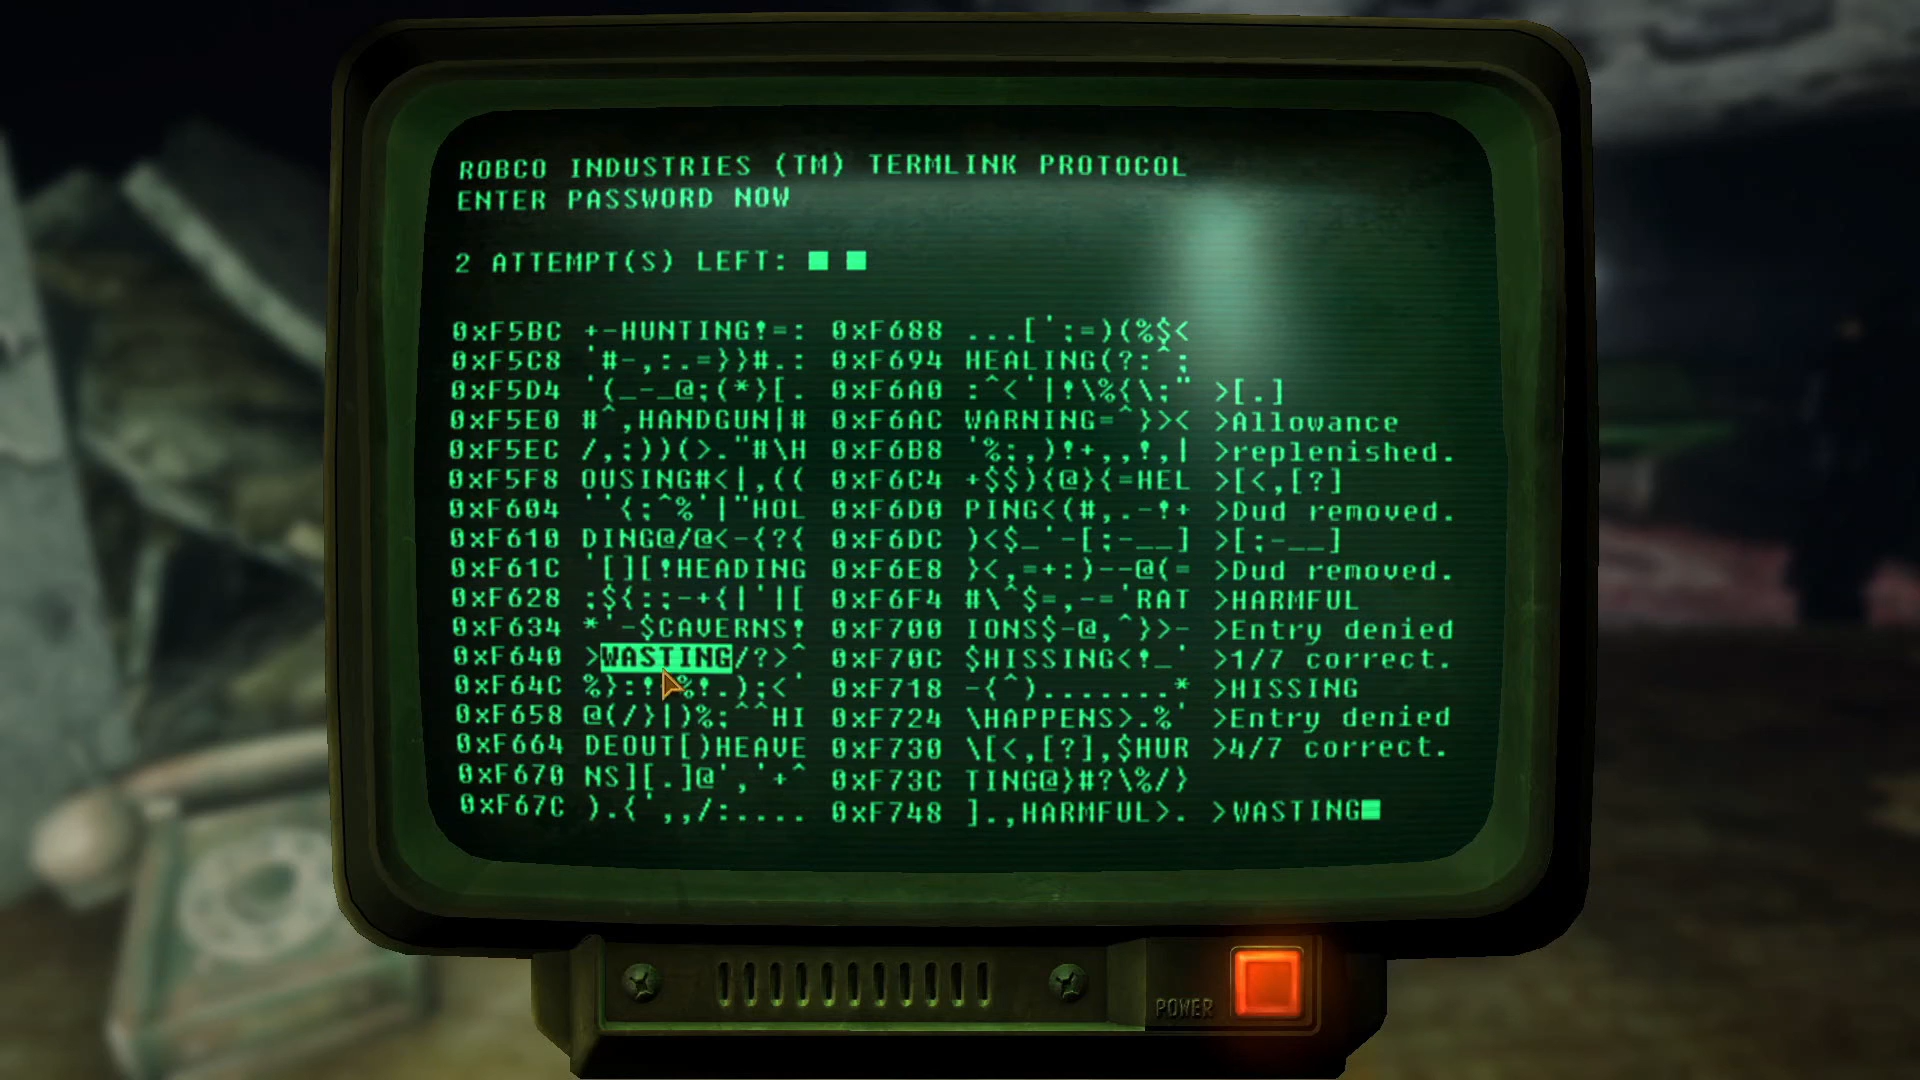 ROBCO INDUSTRIES (TM) TERMLINK PROTOCOL
ENTER PASSWORD NOW
2 ATTEMPT(S) LEFT: ■ ■
0xF5BC +-HUNTING!=: 0xF688 ...[';=)(%$<
0xF5C8 '#-,:.=}}#.: 0xF694 HEALING(?:^;
0xF5D4 '(_-_@;(*}[. 0xF6A0 :^<'|!\%{\;" >[.]
0xF5E0 #^,HANDGUN|# 0xF6AC WARNING=^}>< >Allowance
0xF5EC /,;))(>."#\H 0xF6B8 '%;,)!+,,!,| >replenished.
0xF5F8 OUSING#<|,(( 0xF6C4 +$$){@}{=HEL >[<,[?]
0xF604 ''{;^%'|"HOL 0xF6D0 PING<(#,.-!+ >Dud removed.
0xF610 DING@/@<-{?{ 0xF6DC )<$_'-[;-__] >[;-__]
0xF61C '[][!HEADING 0xF6E8 }<,=+:)--@(= >Dud removed.
0xF628 ;${:;-+{|'|[ 0xF6F4 #\^$=,-='RAT >HARMFUL
0xF634 *'-$CAVERNS! 0xF700 IONS$-@,^}>- >Entry denied
0xF640 >WASTING/?>^ 0xF70C $HISSING<!_' >1/7 correct.
0xF64C %}:! %!.);<' 0xF718 -{^).......* >HISSING
0xF658 @(/}|)%;^^HI 0xF724 \HAPPENS>.%' >Entry denied
0xF664 DEOUT[)HEAVE 0xF730 \[<,[?],$HUR >4/7 correct.
0xF670 NS][.]@','+^ 0xF73C TING@}#?\%/}
0xF67C ).{',,/:.... 0xF748 ].,HARMFUL>. >WASTING■
POWER